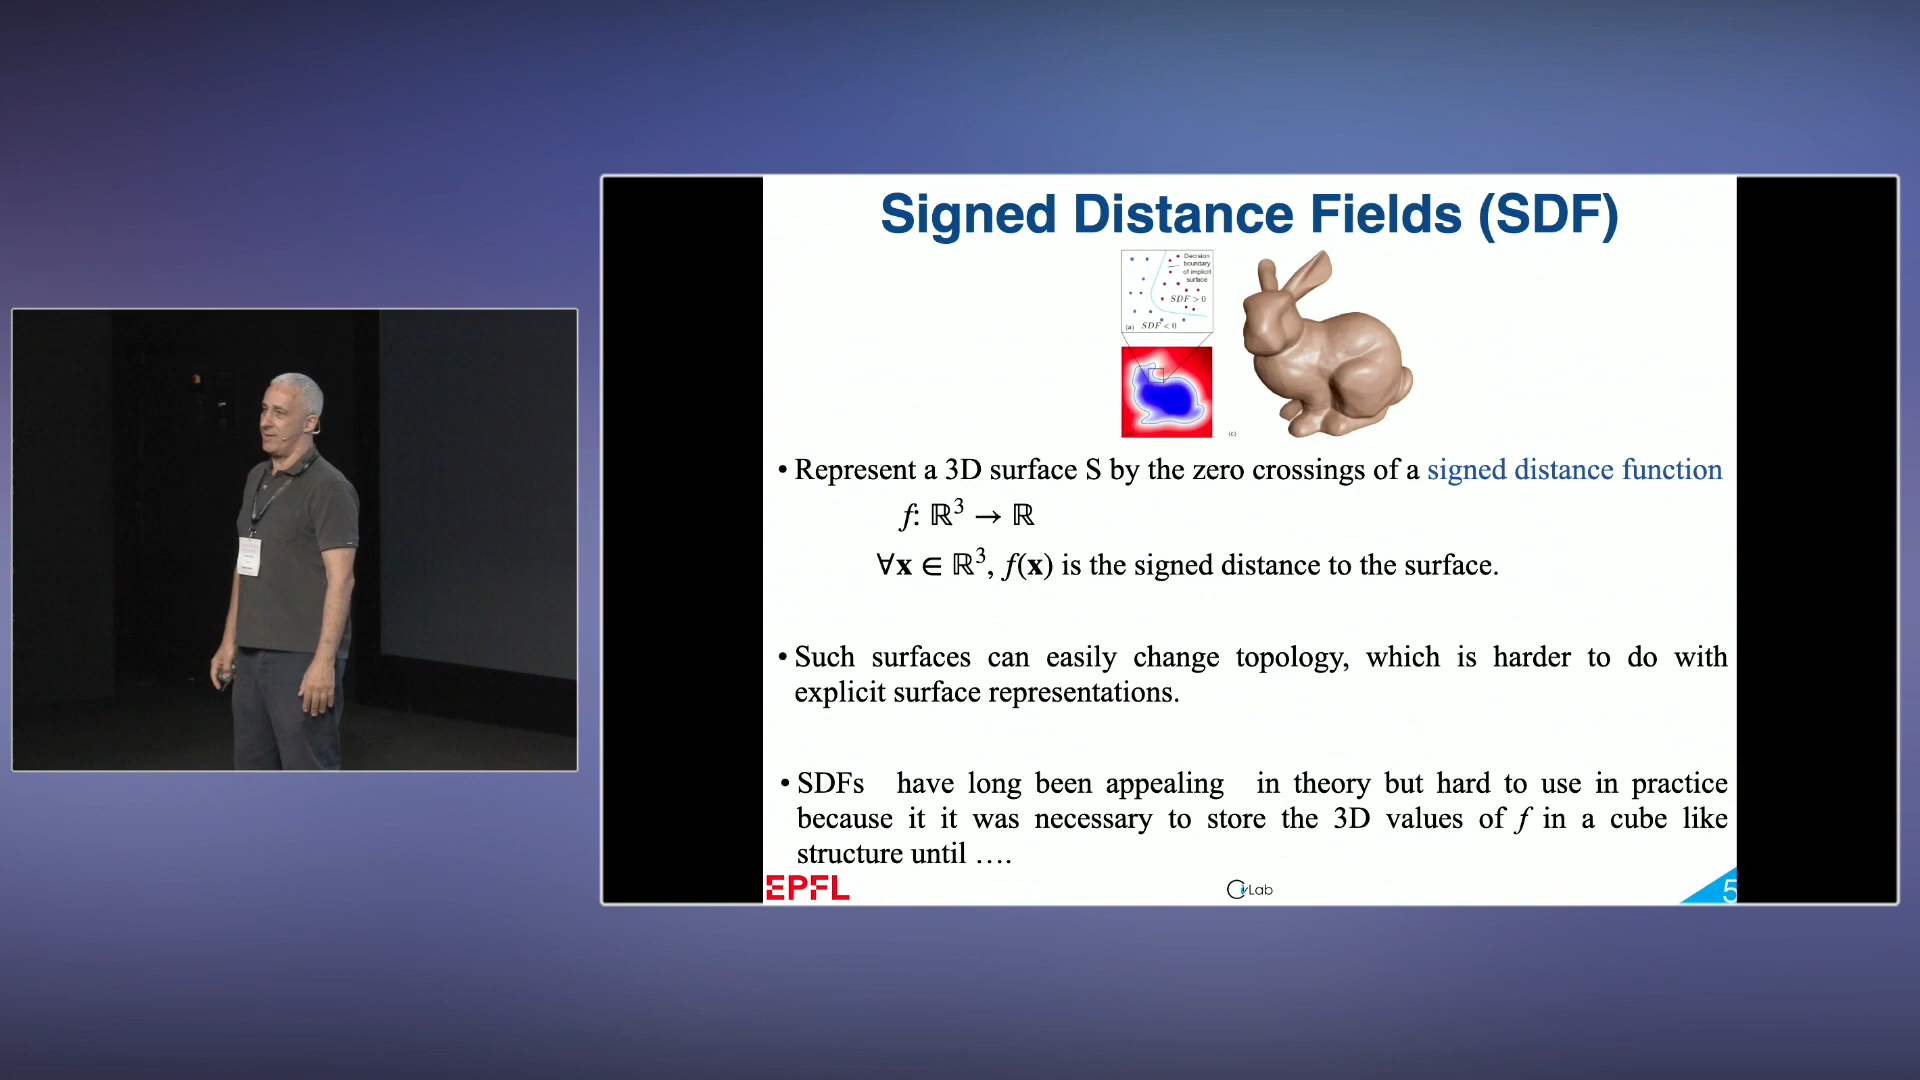 Signed Distance Fields (SDF)
Decision
boundary
of implicit
surface
SDF > 0
(a) SDF < 0
(c)
• Represent a 3D surface S by the zero crossings of a signed distance function
f: ℝ³ → ℝ
∀x ∈ ℝ³, f(x) is the signed distance to the surface.
• Such surfaces can easily change topology, which is harder to do with
explicit surface representations.
• SDFs have long been appealing in theory but hard to use in practice
because it it was necessary to store the 3D values of f in a cube like
structure until ....
EPFL
CVLab
5